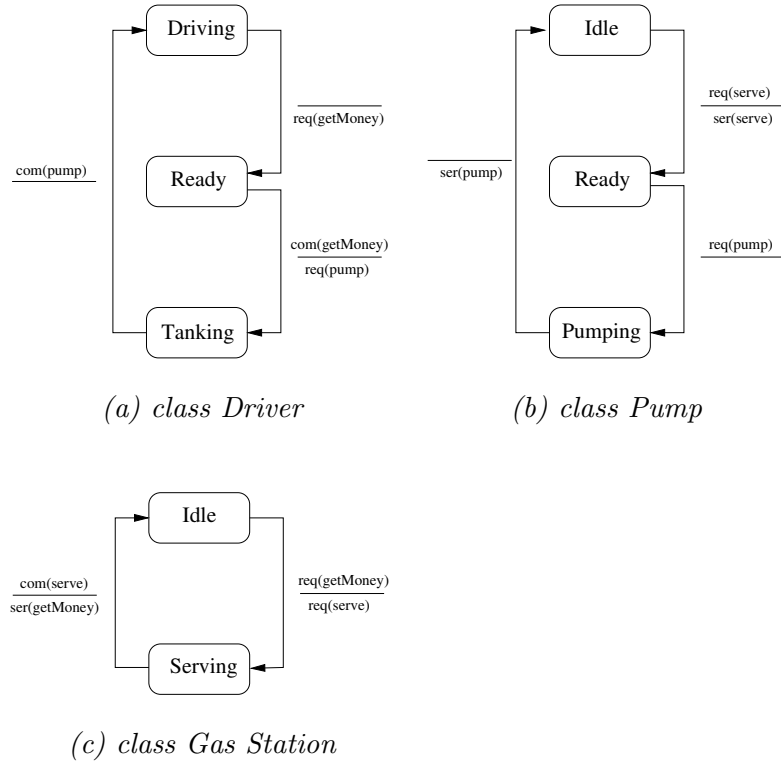 Driving
req(getMoney)
com(pump)
Ready
com(getMoney)
req(pump)
Tanking
(a) class Driver
Idle
req(serve)
ser(serve)
ser(pump)
Ready
req(pump)
Pumping
(b) class Pump
Idle
com(serve)
ser(getMoney)
req(getMoney)
req(serve)
Serving
(c) class Gas Station